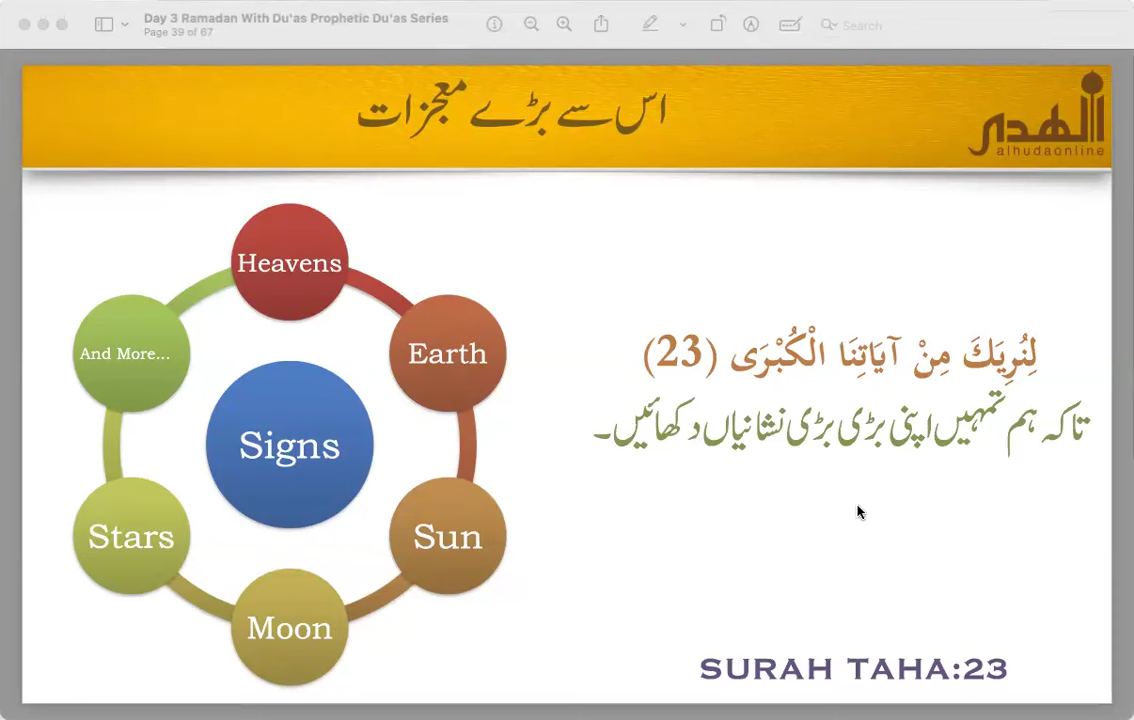 Day 3 Ramadan With Du'as Prophetic Du'as Series
Page 39 of 67
Search
اس سے بڑے معجزات
الهدى
alhudaonline
Heavens
Earth
Sun
Moon
Stars
And More...
Signs
لِنُرِيَكَ مِنْ آيَاتِنَا الْكُبْرَى (23)
تاکہ ہم تمہیں اپنی بڑی بڑی نشانیاں دکھائیں۔
SURAH TAHA:23